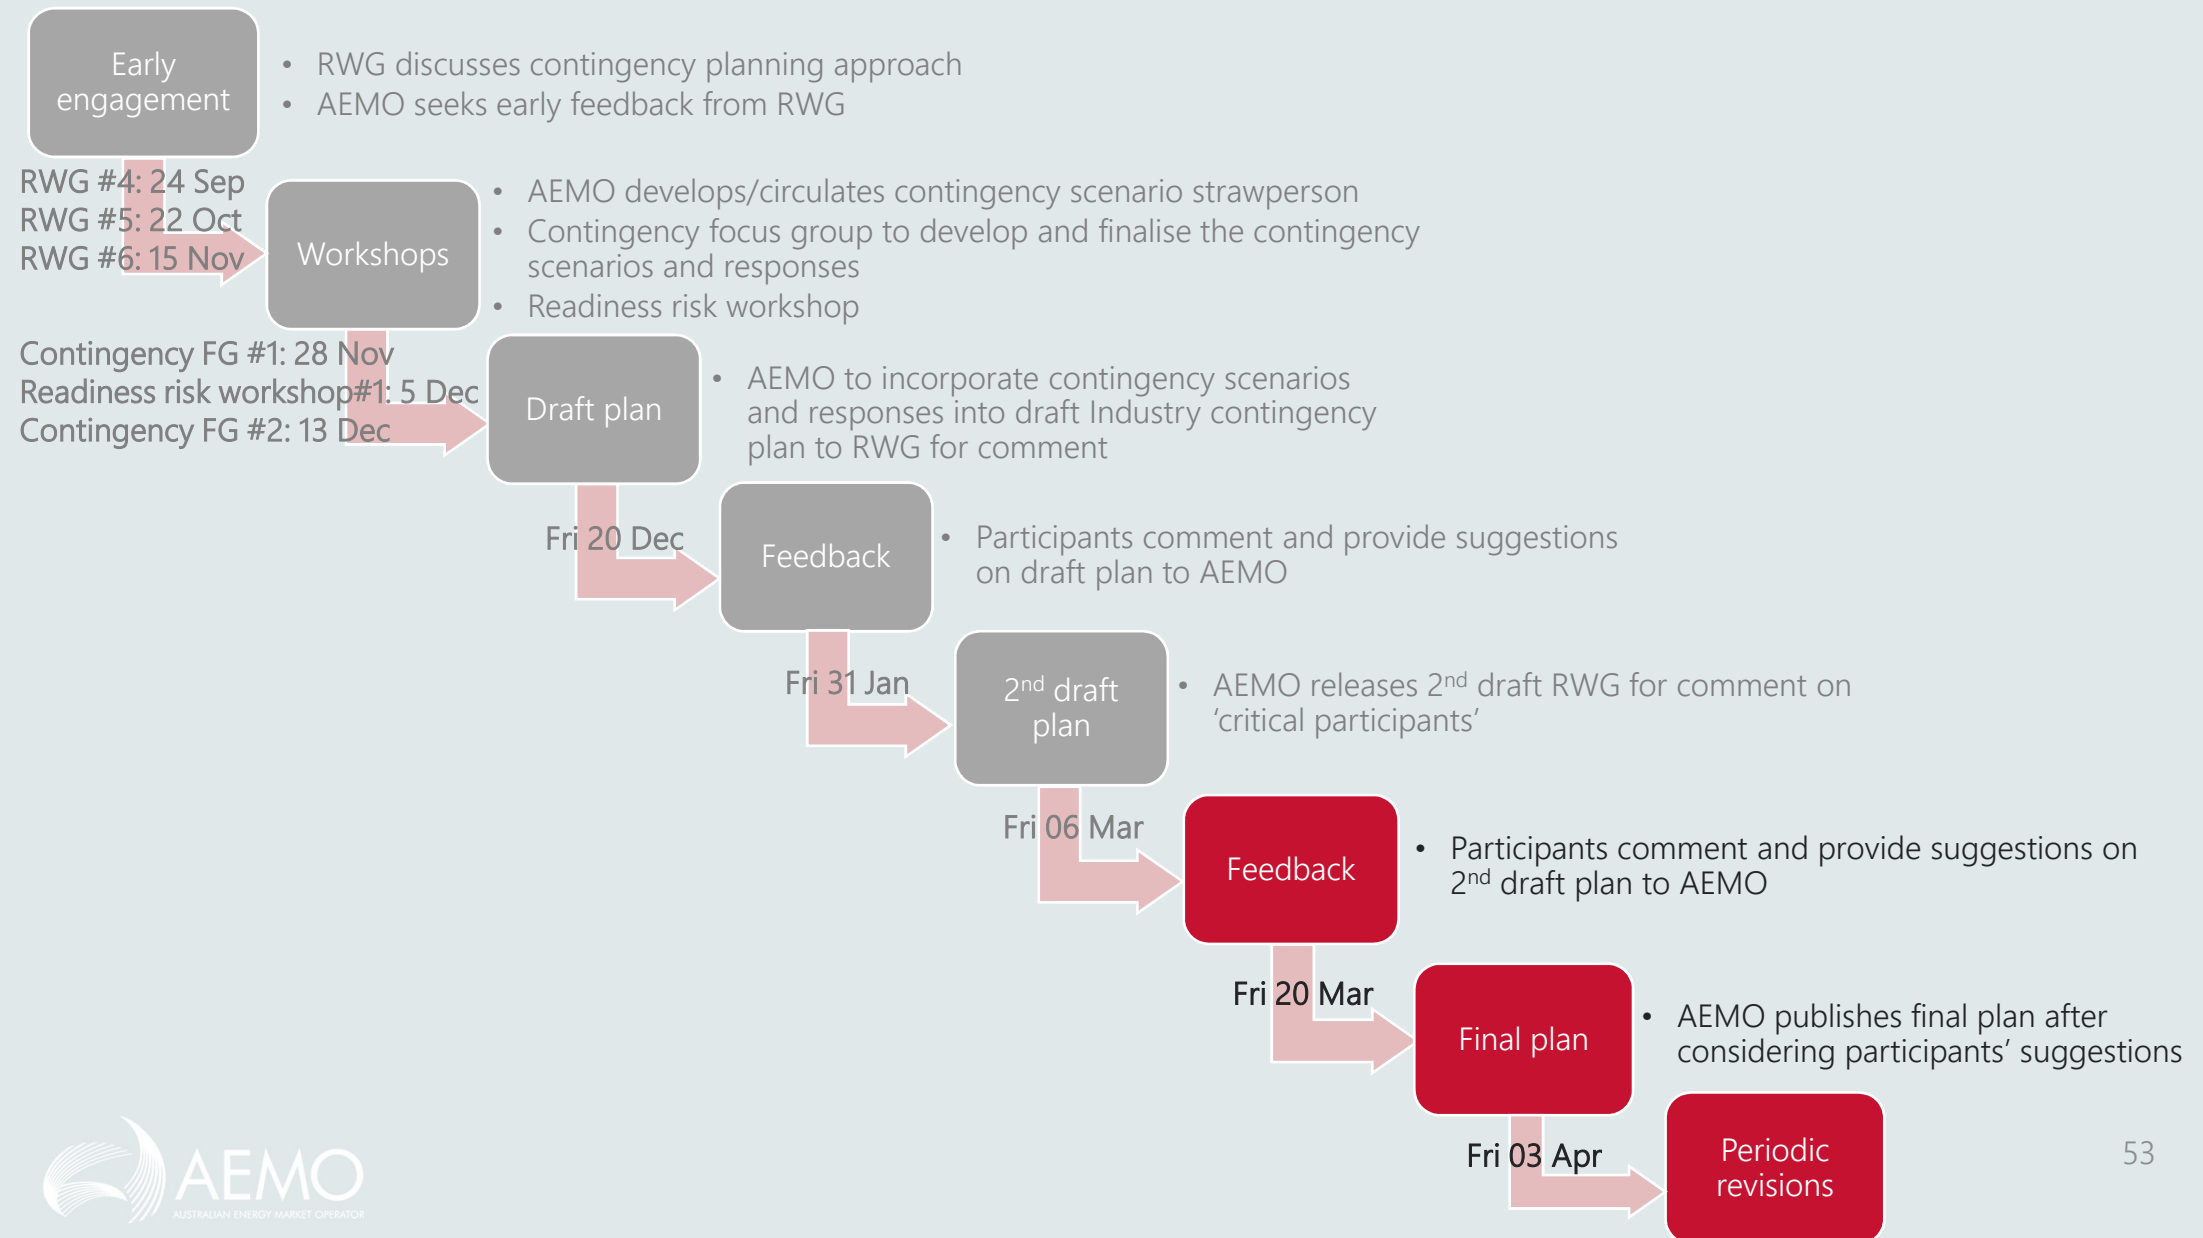 Early
engagement
• RWG discusses contingency planning approach
• AEMO seeks early feedback from RWG
RWG #4: 24 Sep
RWG #5: 22 Oct
RWG #6: 15 Nov
Workshops
• AEMO develops/circulates contingency scenario strawperson
• Contingency focus group to develop and finalise the contingency
scenarios and responses
• Readiness risk workshop
Contingency FG #1: 28 Nov
Readiness risk workshop#1: 5 Dec
Contingency FG #2: 13 Dec
Draft plan
• AEMO to incorporate contingency scenarios
and responses into draft Industry contingency
plan to RWG for comment
Fri 20 Dec
Feedback
• Participants comment and provide suggestions
on draft plan to AEMO
Fri 31 Jan
2nd draft
plan
• AEMO releases 2nd draft RWG for comment on
‘critical participants’
Fri 06 Mar
Feedback
• Participants comment and provide suggestions on
2nd draft plan to AEMO
Fri 20 Mar
Final plan
• AEMO publishes final plan after
considering participants’ suggestions
Fri 03 Apr
Periodic
revisions
AEMO
AUSTRALIAN ENERGY MARKET OPERATOR
53